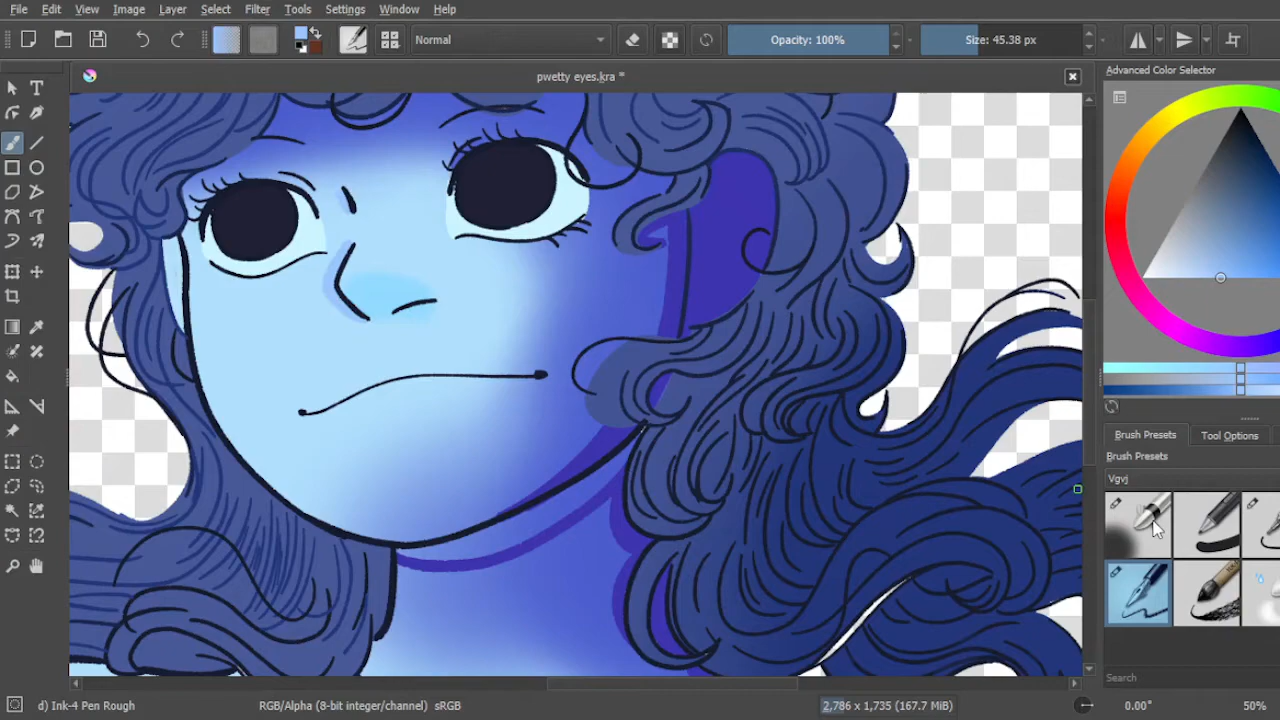 File Edit View Image Layer Select Filter Tools Settings Window Help
Normal Opacity: 100% Size: 45.38 px
pwetty eyes.kra *
Advanced Color Selector
Brush Presets Tool Options
Brush Presets
Vgvj
Search
d) Ink-4 Pen Rough RGB/Alpha (8-bit integer/channel) sRGB 2,786 x 1,735 (167.7 MiB) 0.00° 50%